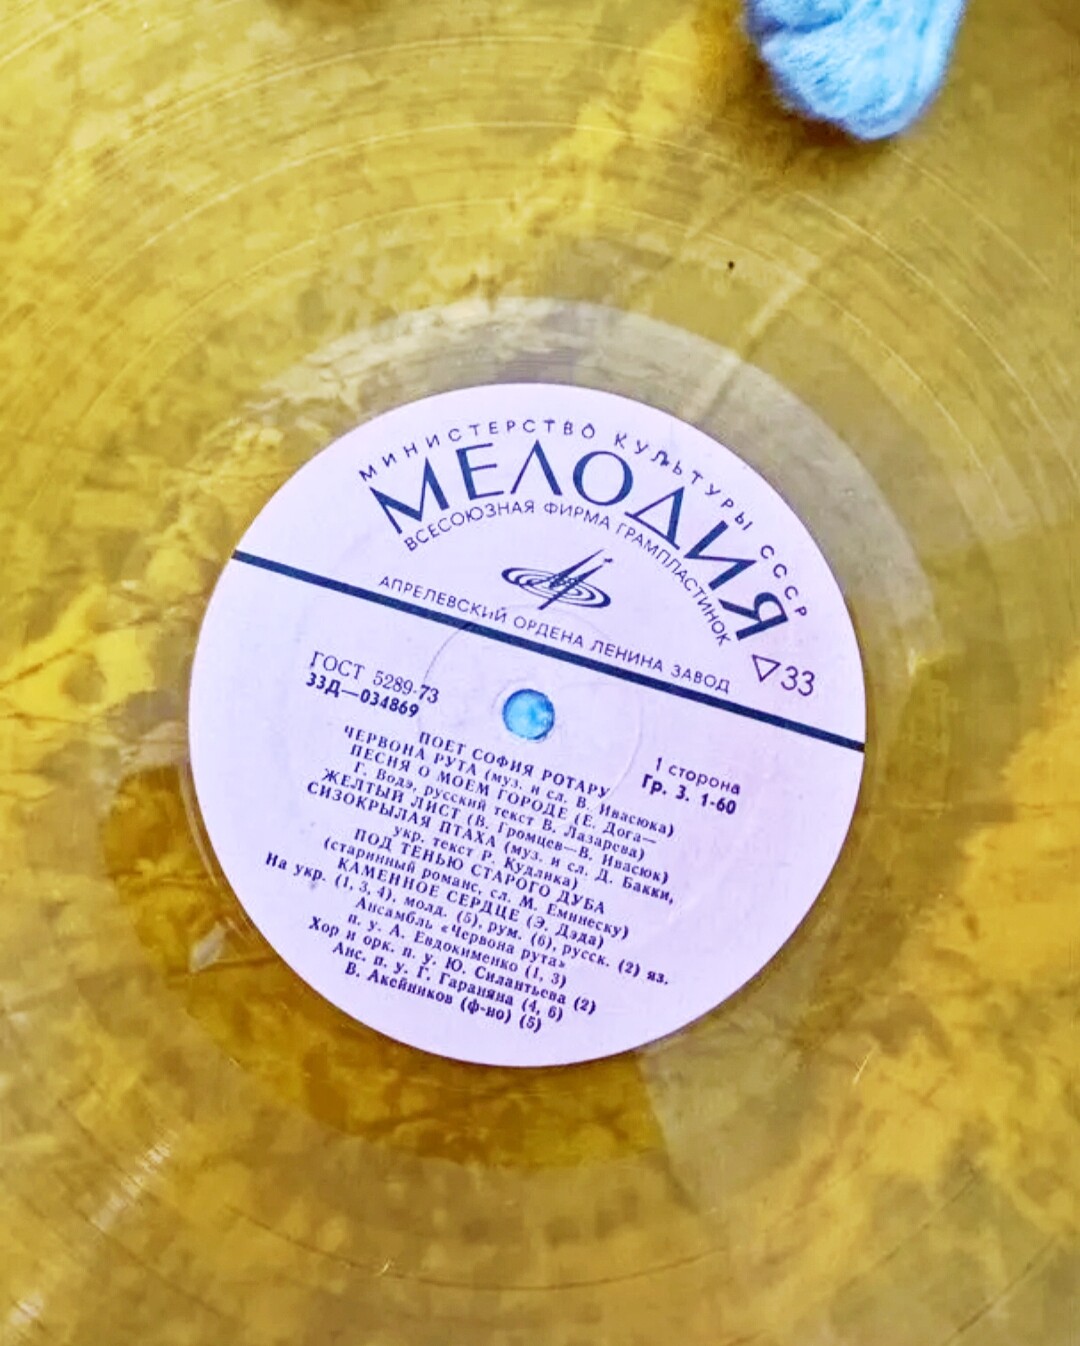 МИНИСТЕРСТВО КУЛЬТУРЫ СССР
МЕЛОДИЯ
ВСЕСОЮЗНАЯ ФИРМА ГРАМПЛАСТИНОК
АПРЕЛЕВСКИЙ ОРДЕНА ЛЕНИНА ЗАВОД
33
ГОСТ 5289-73
33Д—034869
1 сторона
Гр. 3. 1-60
ПОЕТ СОФИЯ РОТАРУ
ЧЕРВОНА РУТА (муз. и сл. В. Ивасюка)
ПЕСНЯ О МОЕМ ГОРОДЕ (Е. Дога—
Г. Водэ, русский текст В. Лазарева)
ЖЕЛТЫЙ ЛИСТ (В. Громцев—В. Ивасюк)
СИЗОКРЫЛАЯ ПТАХА (муз. и сл. Д. Бакки,
укр. текст Р. Кудлика)
ПОД ТЕНЬЮ СТАРОГО ДУБА
(старинный романс, сл. М. Еминеску)
КАМЕННОЕ СЕРДЦЕ (Э. Дэда)
На укр. (1, 3, 4), молд. (5), рум. (6), русск. (2) яз.
Ансамбль «Червона рута»
п. у. А. Евдокименко (1, 3)
Хор и орк. п. у. Ю. Силантьева (2)
Анс. п. у. Г. Гараняна (4, 6)
В. Аксйников (ф-но) (5)